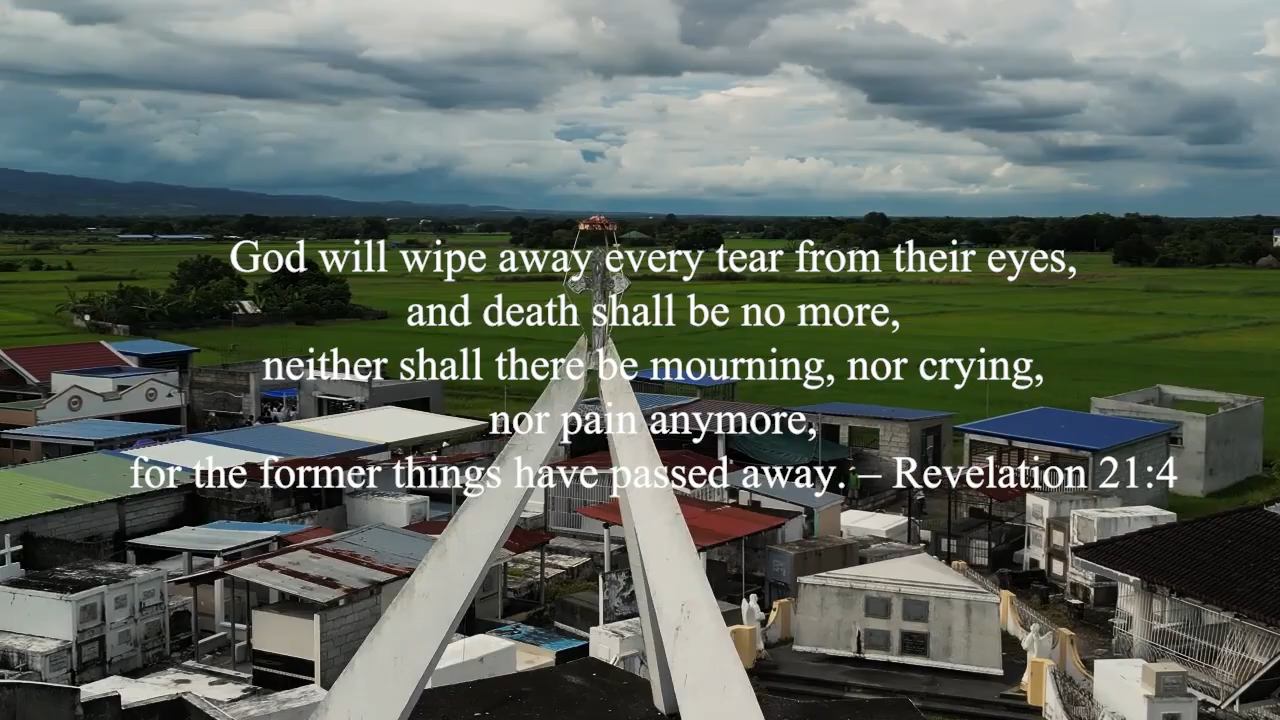 God will wipe away every tear from their eyes,
and death shall be no more,
neither shall there be mourning, nor crying,
nor pain anymore,
for the former things have passed away. – Revelation 21:4